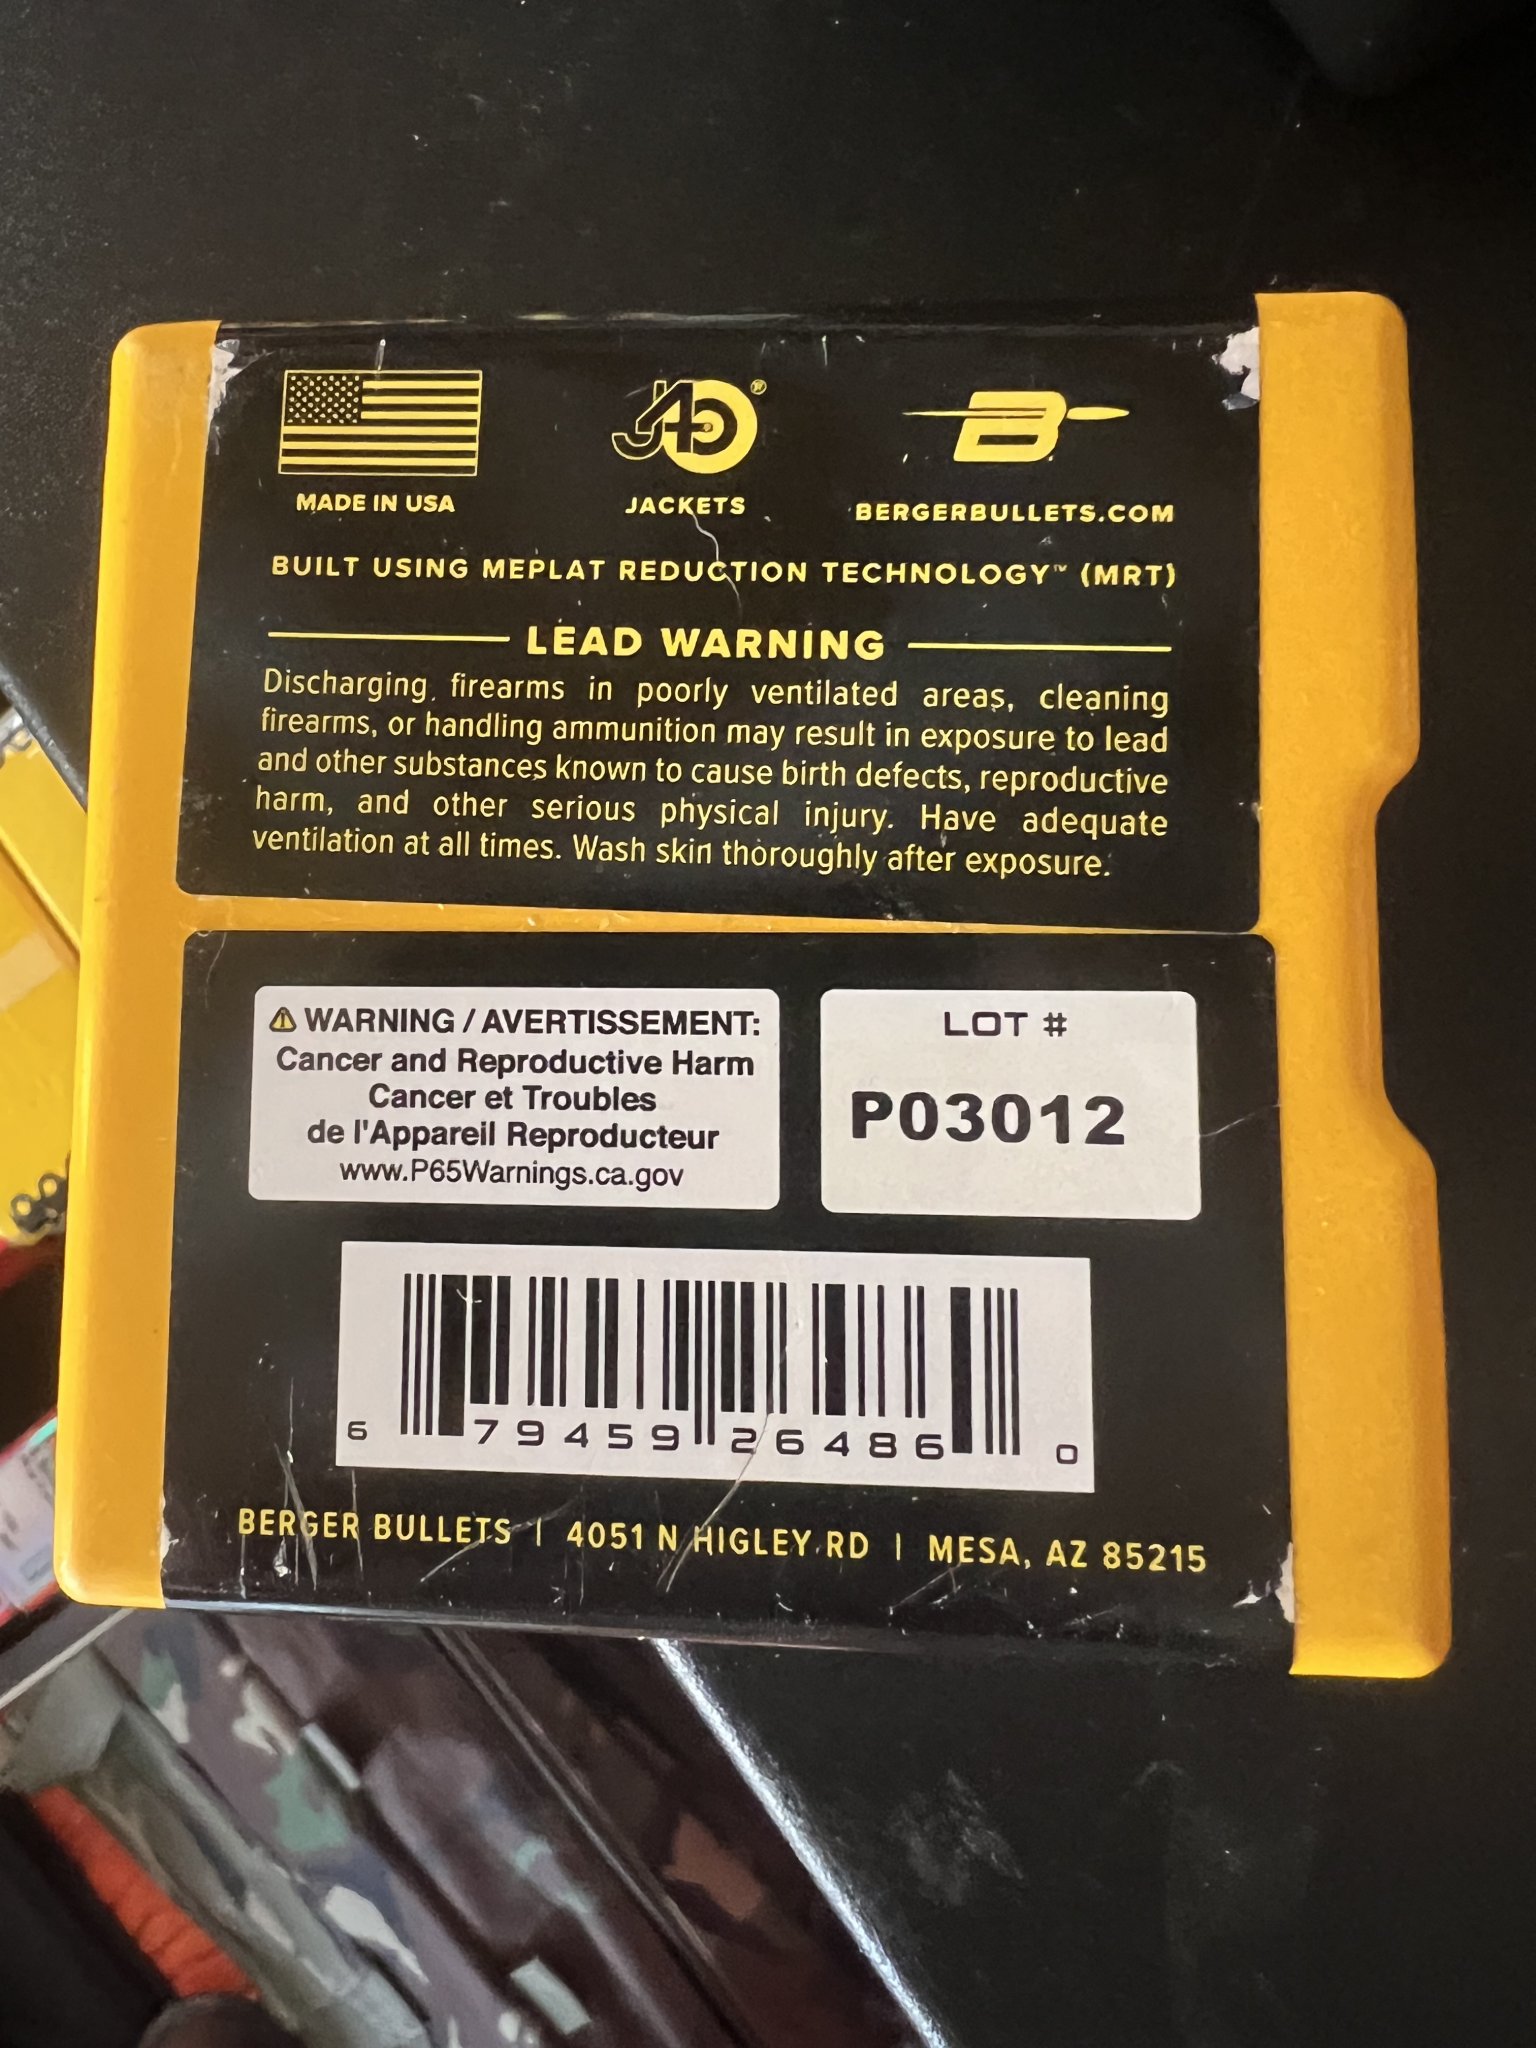 MADE IN USA
J4®
JACKETS
B
BERGERBULLETS.COM
BUILT USING MEPLAT REDUCTION TECHNOLOGY™ (MRT)
LEAD WARNING
Discharging firearms in poorly ventilated areas, cleaning
firearms, or handling ammunition may result in exposure to lead
and other substances known to cause birth defects, reproductive
harm, and other serious physical injury. Have adequate
ventilation at all times. Wash skin thoroughly after exposure.
⚠ WARNING / AVERTISSEMENT:
Cancer and Reproductive Harm
Cancer et Troubles
de l'Appareil Reproducteur
www.P65Warnings.ca.gov
LOT #
P03012
6 79459 26486 0
BERGER BULLETS | 4051 N HIGLEY RD | MESA, AZ 85215